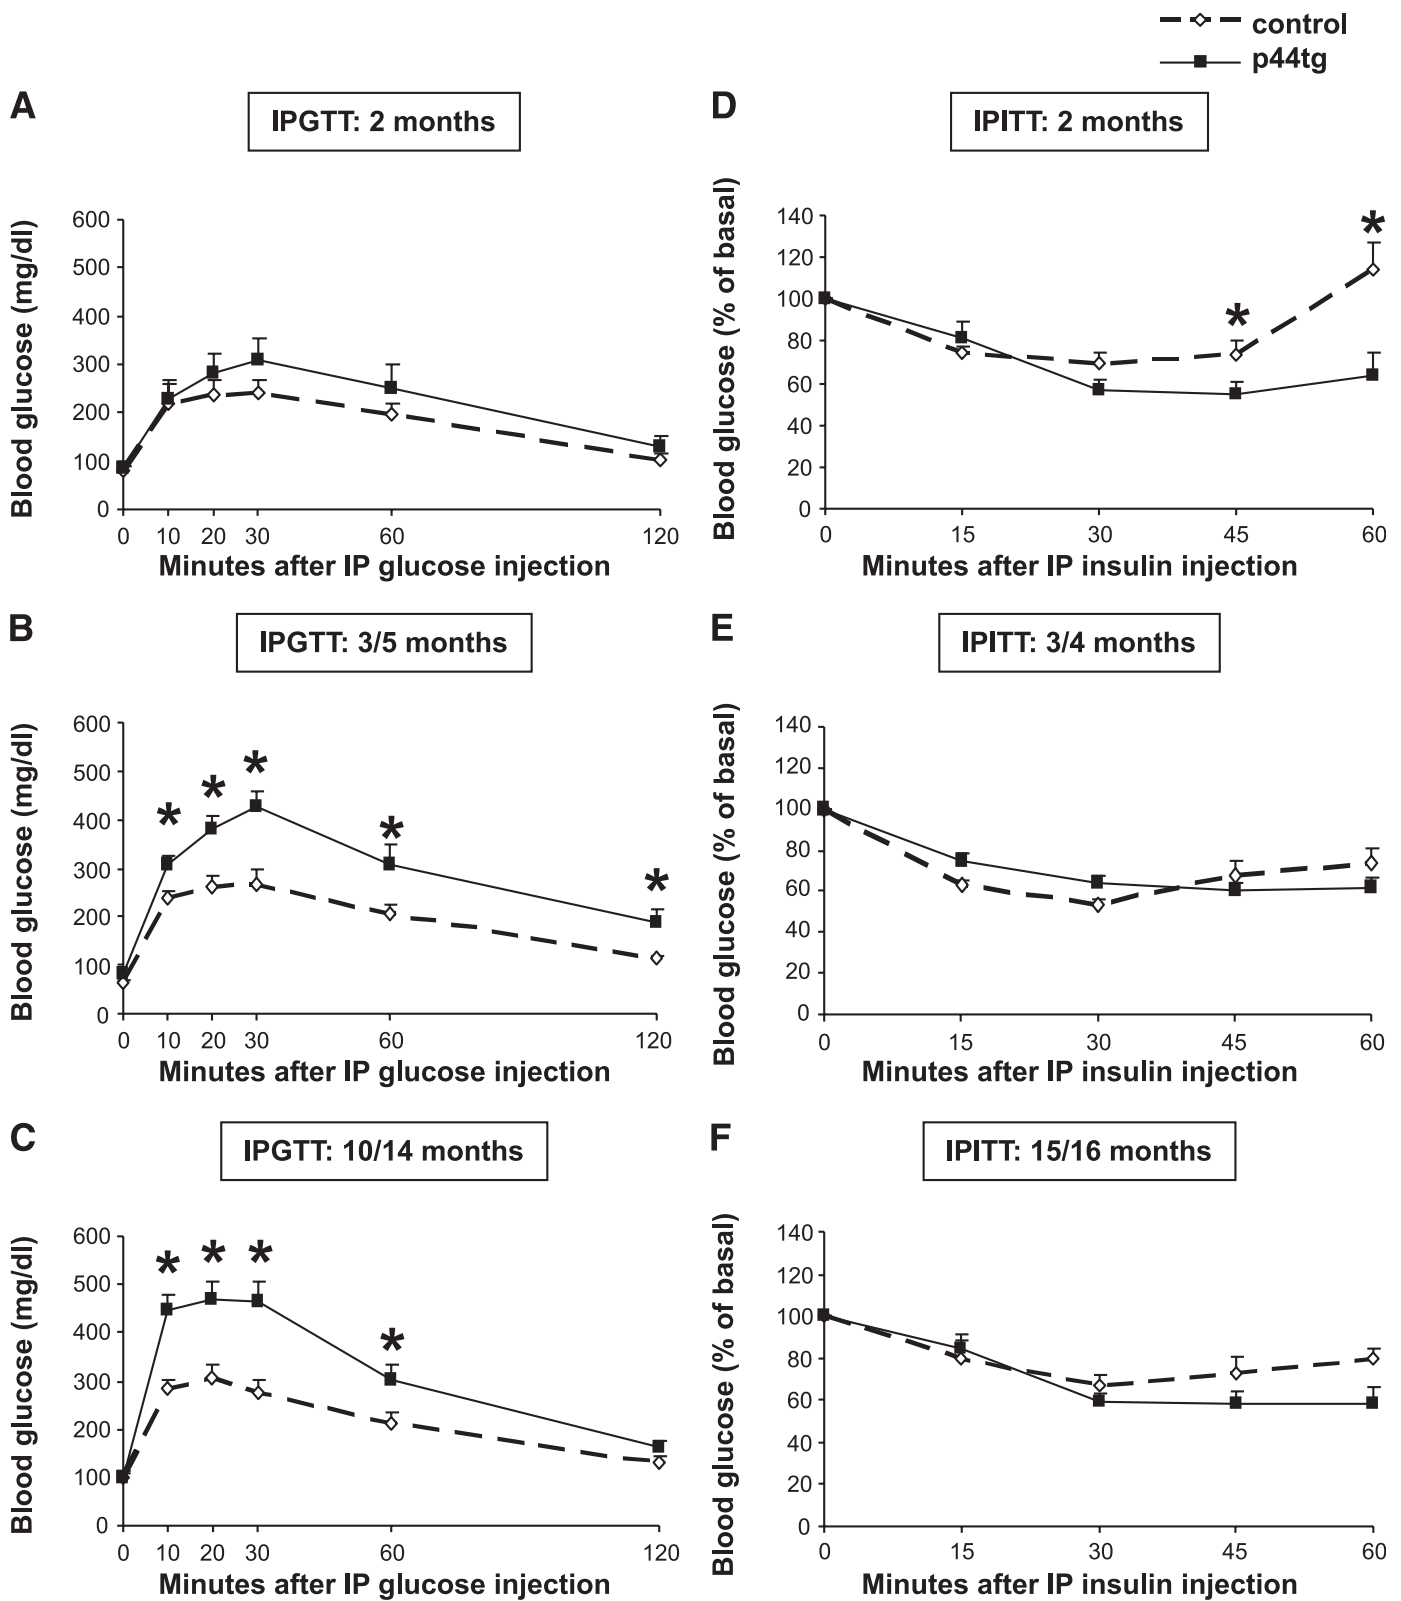 control
p44tg
A
IPGTT: 2 months
Blood glucose (mg/dl)
600
500
400
300
200
100
0
0 10 20 30 60 120
Minutes after IP glucose injection
*
*
D
IPITT: 2 months
Blood glucose (% of basal)
140
120
100
80
60
40
20
0
0 15 30 45 60
Minutes after IP insulin injection
B
IPGTT: 3/5 months
Blood glucose (mg/dl)
600
500
400
300
200
100
0
* * * * *
0 10 20 30 60 120
Minutes after IP glucose injection
E
IPITT: 3/4 months
Blood glucose (% of basal)
140
120
100
80
60
40
20
0
0 15 30 45 60
Minutes after IP insulin injection
C
IPGTT: 10/14 months
Blood glucose (mg/dl)
600
500
400
300
200
100
0
* * * *
0 10 20 30 60 120
Minutes after IP glucose injection
F
IPITT: 15/16 months
Blood glucose (% of basal)
140
120
100
80
60
40
20
0
0 15 30 45 60
Minutes after IP insulin injection